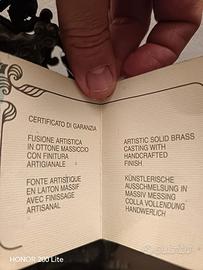 CERTIFICATO DI GARANZIA
FUSIONE ARTISTICA
IN OTTONE MASSICCIO
CON FINITURA
ARTIGIANALE
FONTE ARTISTIQUE
EN LAITON MASSIF
AVEC FINISSAGE
ARTISANAL
ARTISTIC SOLID BRASS
CASTING WITH
HANDCRAFTED
FINISH
KÜNSTLERISCHE
AUSSCHMELSUNG IN
MASSIV MESSING
COLLA VOLLENDUNG
HANDWERLICH
HONOR 200 Lite